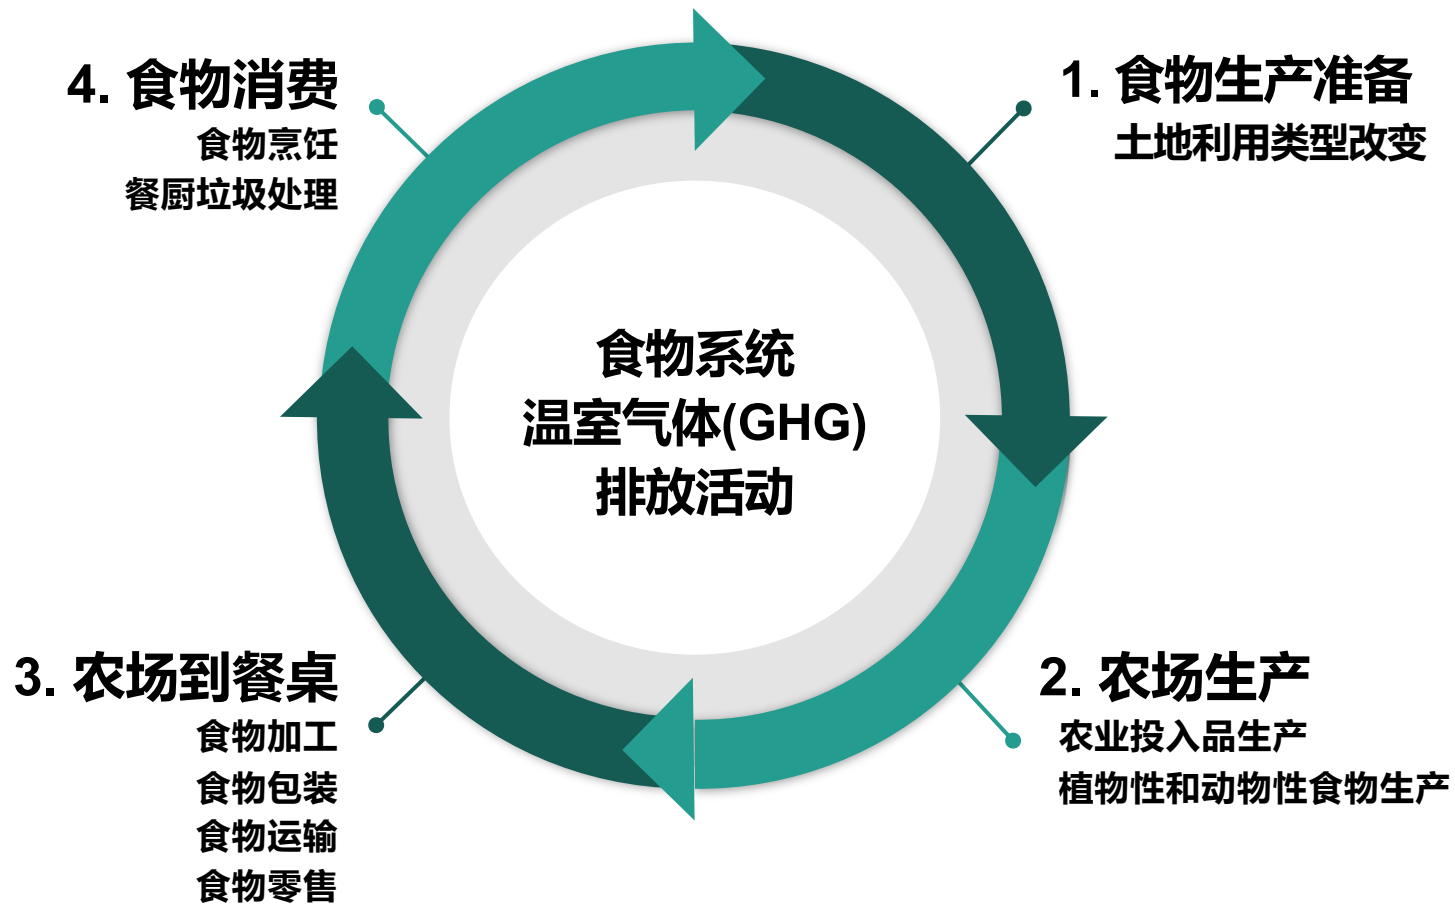 4. 食物消费
食物烹饪
餐厨垃圾处理
1. 食物生产准备
土地利用类型改变
食物系统
温室气体(GHG)
排放活动
3. 农场到餐桌
食物加工
食物包装
食物运输
食物零售
2. 农场生产
农业投入品生产
植物性和动物性食物生产